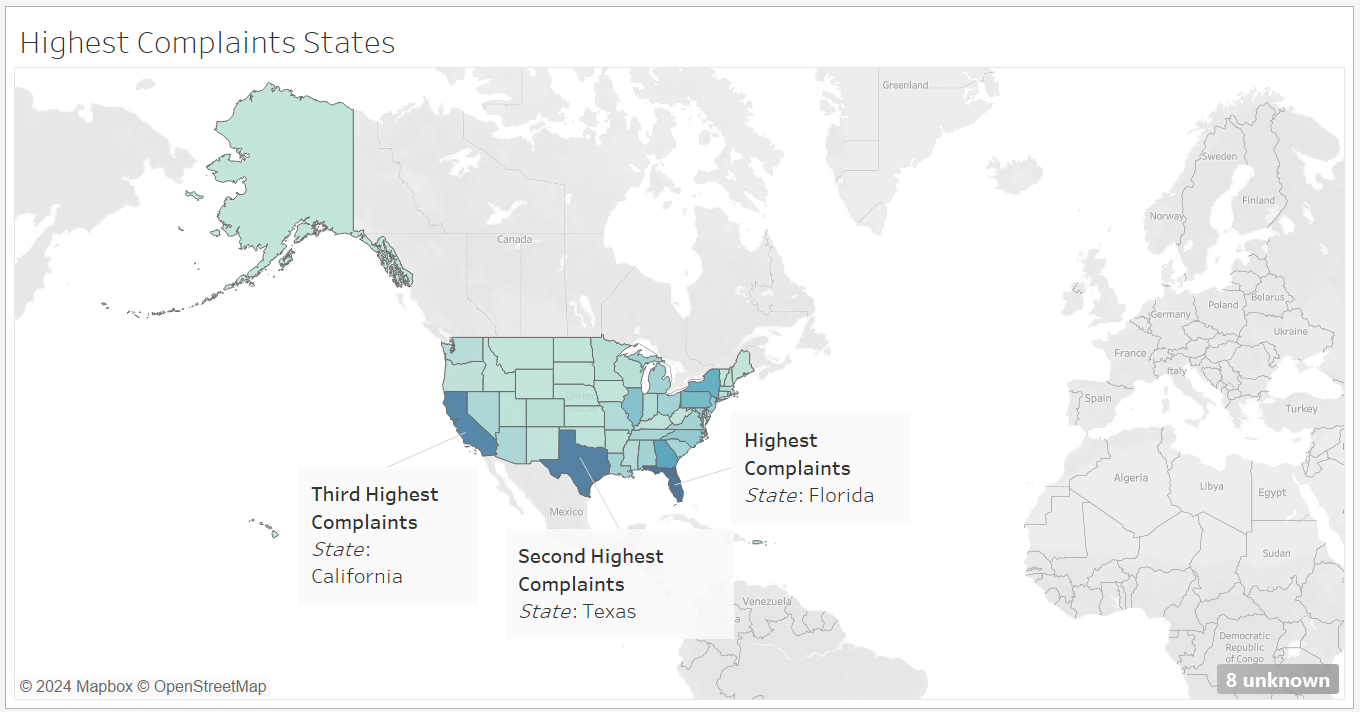 Highest Complaints States
Greenland
Sweden
Finland
Norway
Canada
Belarus
Poland
Germany
Ukraine
France
Italy
Spain
Turkey
United
States
Highest
Complaints
State: Florida
Third Highest
Complaints
State:
California
Mexico
Second Highest
Complaints
State: Texas
Algeria
Libya
Egypt
Sudan
Venezuela
Democratic
Republic
of Congo
8 unknown
© 2024 Mapbox © OpenStreetMap